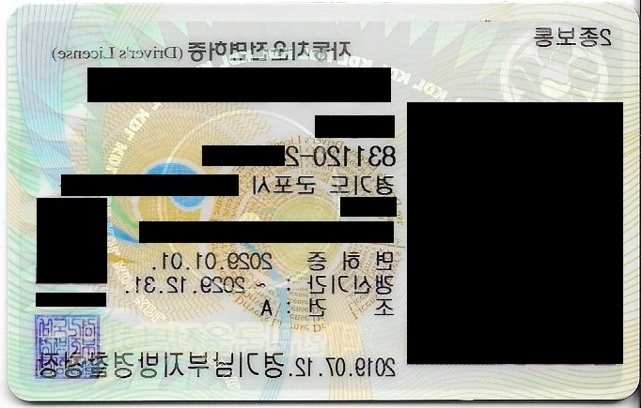 2종보통
자동차운전면허증 (Driver's License)
831120-2
경기도 군포시
면 허 증 2029.01.01.
갱신기간 : ~ 2029.12.31.
조 건 : A
2019.07.12. 경기남부지방경찰청장